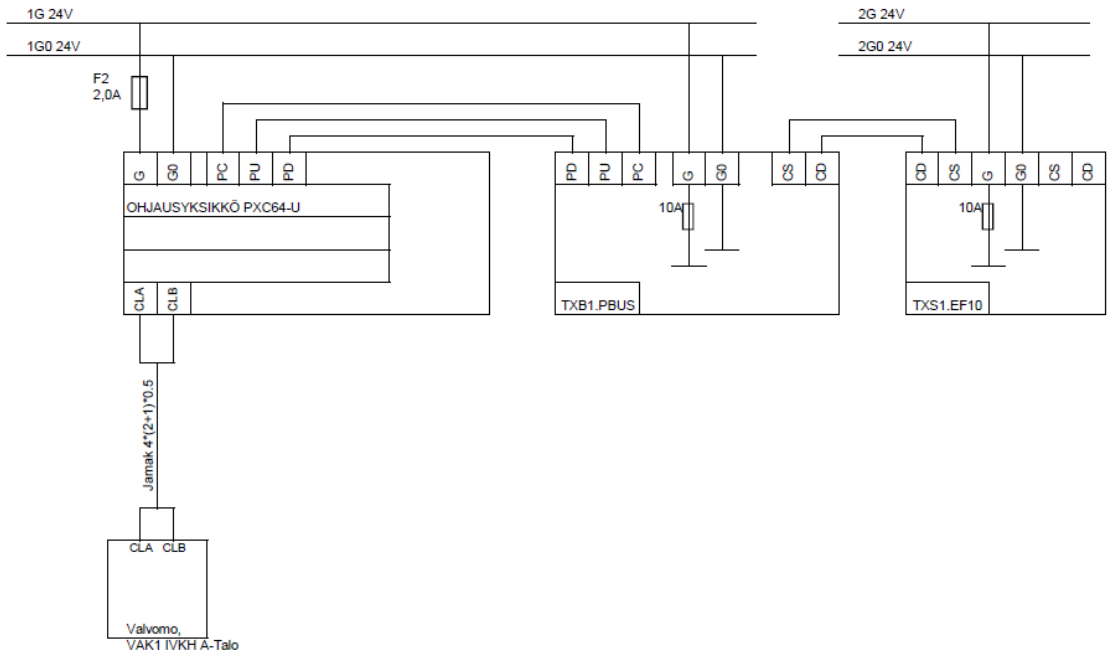 1G 24V
2G 24V
1G0 24V
2G0 24V
F2
2,0A
G G0 PC PU PD
PD PU PC G G0 CS CD
CD CS G G0 CS CD
OHJAUSYKSIKKÖ PXC64-U
10A
10A
CLA CLB
TXB1.PBUS
TXS1.EF10
Jamak 4*(2+1)*0.5
CLA CLB
Valvomo,
VAK1 IVKH A-Talo